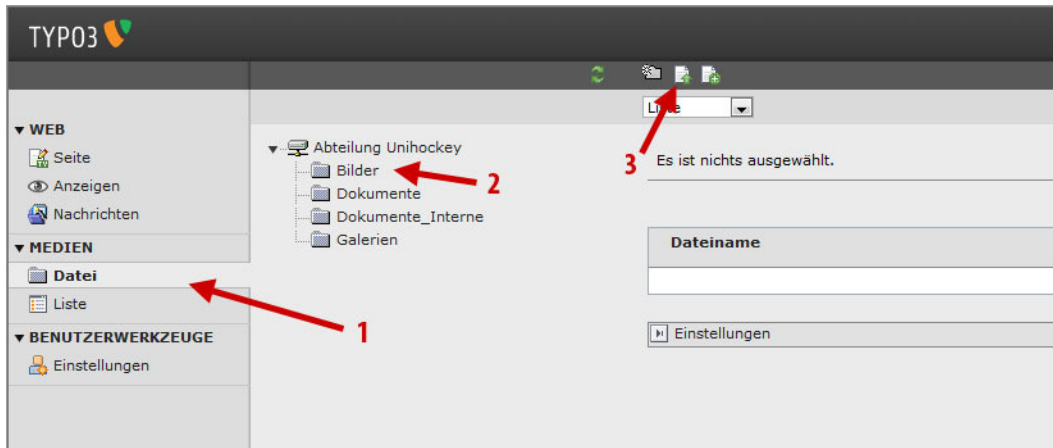 TYPO3
Liste
WEB
Seite
Anzeigen
Nachrichten
MEDIEN
Datei
Liste
BENUTZERWERKZEUGE
Einstellungen
Abteilung Unihockey
Bilder
Dokumente
Dokumente_Interne
Galerien
Es ist nichts ausgewählt.
Dateiname
Einstellungen
1
2
3